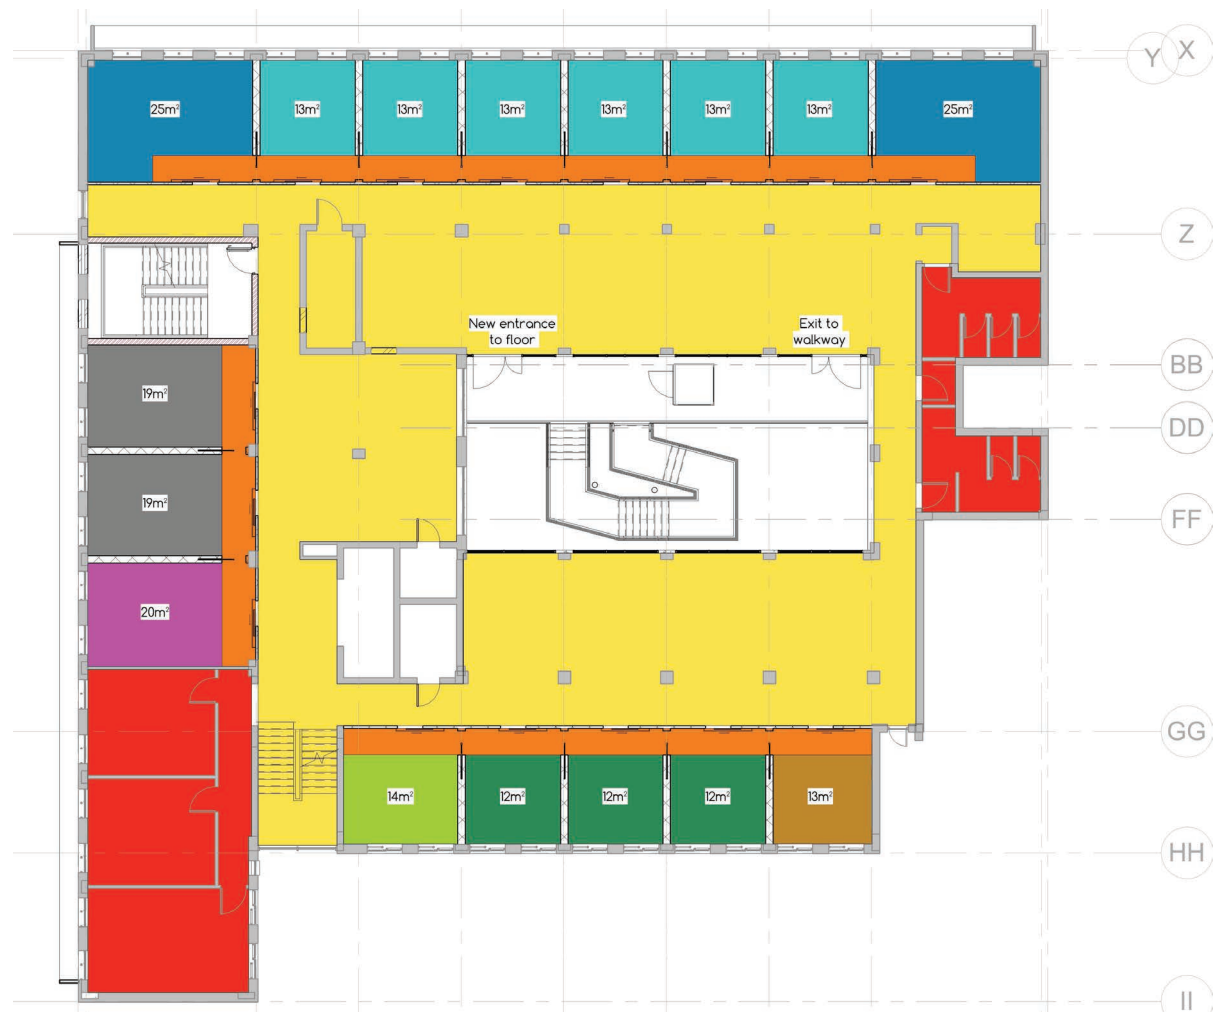 X
Y
25m²
13m²
13m²
13m²
13m²
13m²
13m²
25m²
Z
New entrance
to floor
Exit to
walkway
BB
19m²
DD
19m²
FF
20m²
GG
14m²
12m²
12m²
12m²
13m²
HH
II